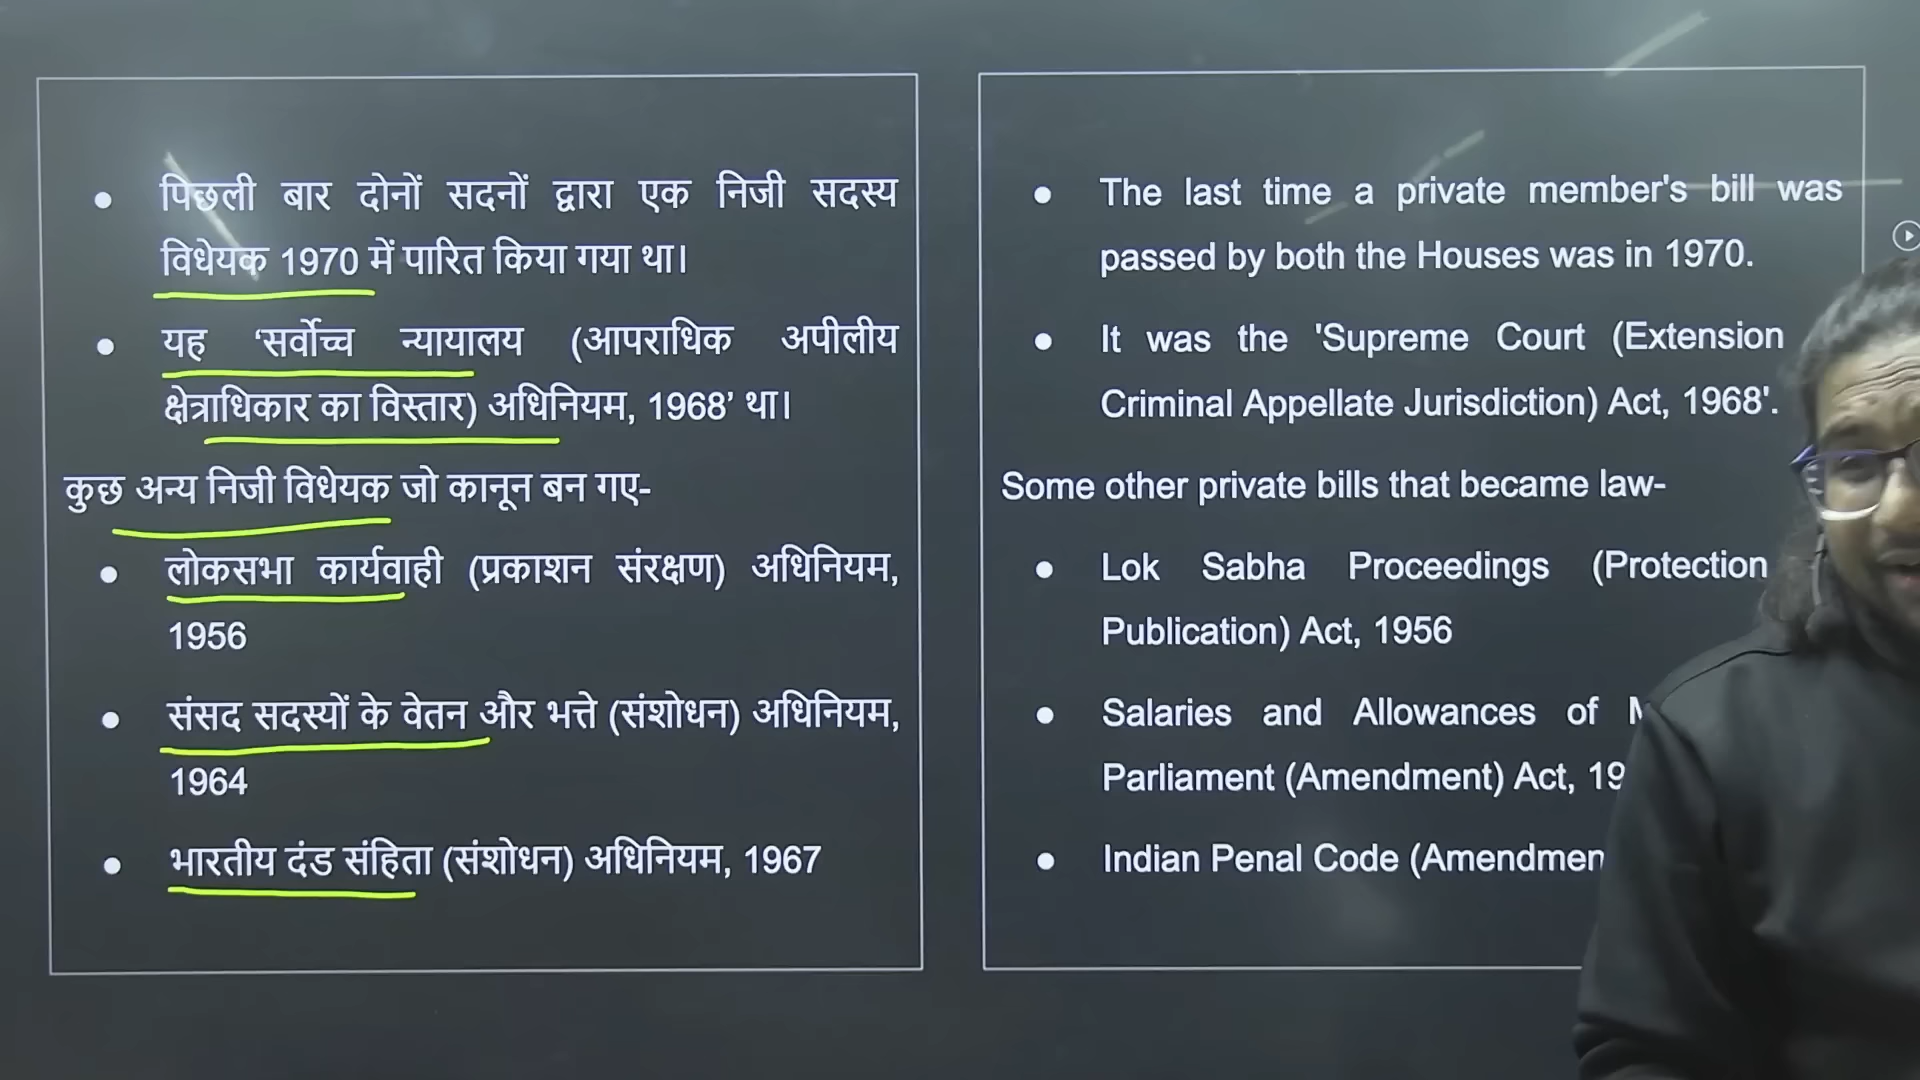 पिछली बार दोनों सदनों द्वारा एक निजी सदस्य
विधेयक 1970 में पारित किया गया था।
यह ‘सर्वोच्च न्यायालय (आपराधिक अपीलीय
क्षेत्राधिकार का विस्तार) अधिनियम, 1968’ था।
कुछ अन्य निजी विधेयक जो कानून बन गए-
लोकसभा कार्यवाही (प्रकाशन संरक्षण) अधिनियम,
1956
संसद सदस्यों के वेतन और भत्ते (संशोधन) अधिनियम,
1964
भारतीय दंड संहिता (संशोधन) अधिनियम, 1967
The last time a private member's bill was
passed by both the Houses was in 1970.
It was the 'Supreme Court (Extension
Criminal Appellate Jurisdiction) Act, 1968'.
Some other private bills that became law-
Lok Sabha Proceedings (Protection
Publication) Act, 1956
Salaries and Allowances of
Parliament (Amendment) Act,
Indian Penal Code